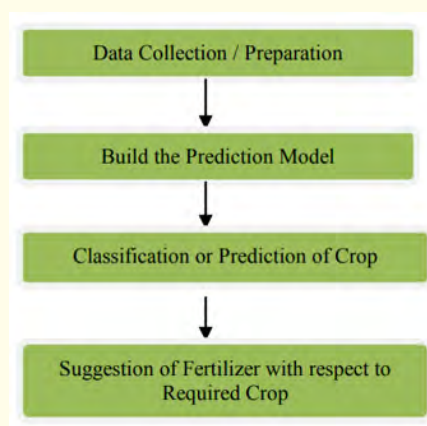 Data Collection / Preparation
Build the Prediction Model
Classification or Prediction of Crop
Suggestion of Fertilizer with respect to
Required Crop